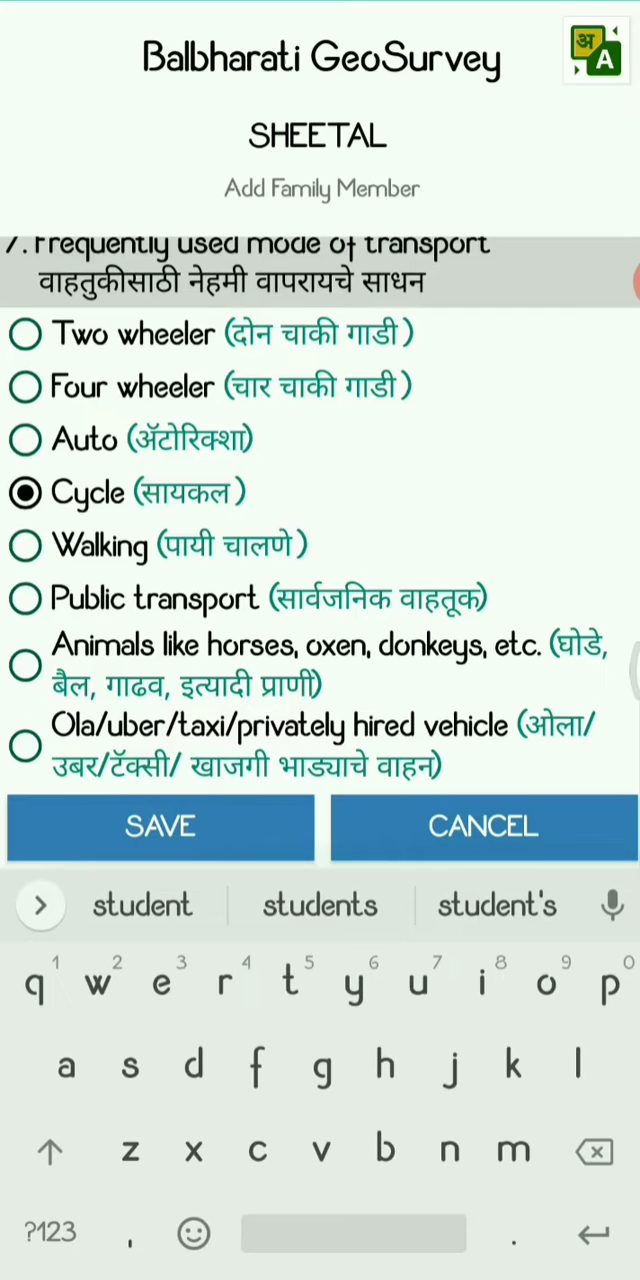 Balbharati GeoSurvey
अ
A
SHEETAL
Add Family Member
7. Frequently used mode of transport
वाहतुकीसाठी नेहमी वापरायचे साधन
Two wheeler (दोन चाकी गाडी)
Four wheeler (चार चाकी गाडी)
Auto (ॲटोरिक्शा)
Cycle (सायकल)
Walking (पायी चालणे)
Public transport (सार्वजनिक वाहतूक)
Animals like horses, oxen, donkeys, etc. (घोडे,
बैल, गाढव, इत्यादी प्राणी)
Ola/uber/taxi/privately hired vehicle (ओला/
उबर/टॅक्सी/ खाजगी भाड्याचे वाहन)
SAVE CANCEL
student students student's
1 2 3 4 5 6 7 8 9 0
q w e r t y u i o p
a s d f g h j k l
z x c v b n m
?123 , .